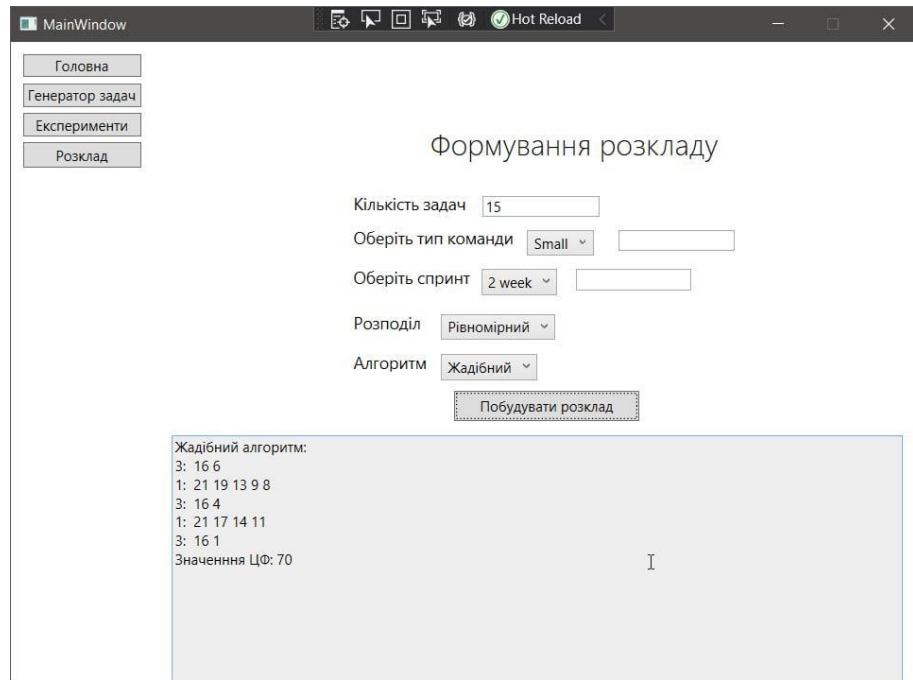 MainWindow
Hot Reload
Головна
Генератор задач
Експерименти
Розклад
Формування розкладу
Кількість задач 15
Оберіть тип команди Small
Оберіть спринт 2 week
Розподіл Рівномірний
Алгоритм Жадібний
Побудувати розклад
Жадібний алгоритм:
3: 16 6
1: 21 19 13 9 8
3: 16 4
1: 21 17 14 11
3: 16 1
Значенння ЦФ: 70